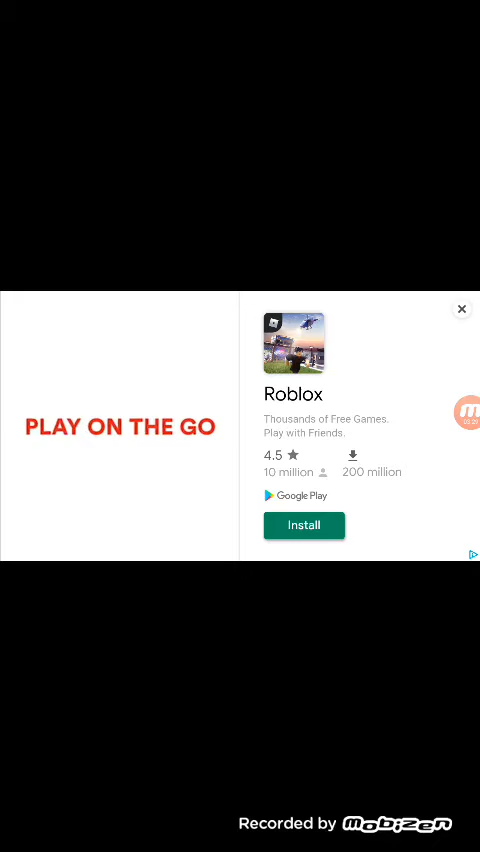 PLAY ON THE GO
Roblox
Thousands of Free Games.
Play with Friends.
4.5
10 million
200 million
Google Play
Install
Recorded by mobizen